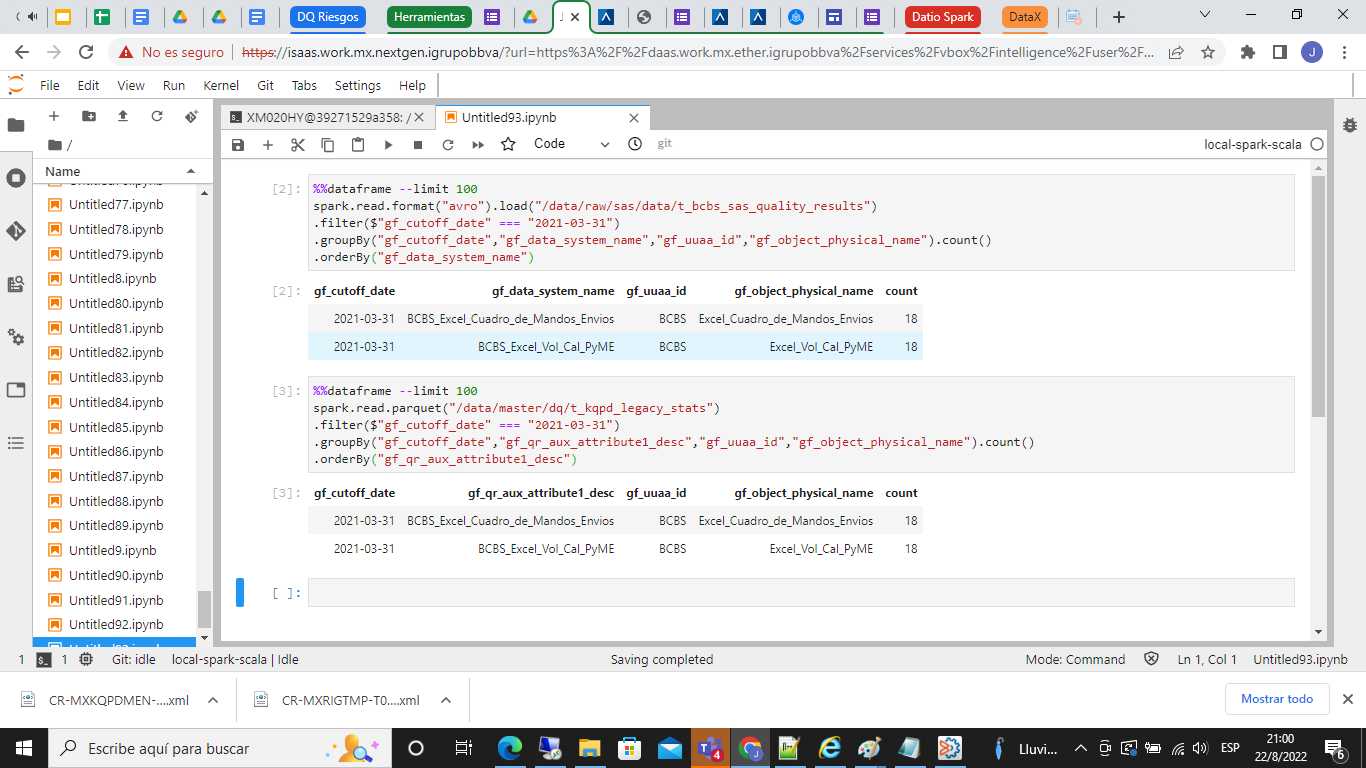 DQ Riesgos
Herramientas
Datio Spark
DataX
No es seguro
https://isaas.work.mx.nextgen.igrupobbva/?url=https%3A%2F%2Fdaas.work.mx.ether.igrupobbva%2Fservices%2Fvbox%2Fintelligence%2Fuser%2F...
J
File Edit View Run Kernel Git Tabs Settings Help
XM020HY@39271529a358: /
Untitled93.ipynb
Code
git
local-spark-scala
/
Name
Untitled77.ipynb
Untitled78.ipynb
Untitled79.ipynb
Untitled8.ipynb
Untitled80.ipynb
Untitled81.ipynb
Untitled82.ipynb
Untitled83.ipynb
Untitled84.ipynb
Untitled85.ipynb
Untitled86.ipynb
Untitled87.ipynb
Untitled88.ipynb
Untitled89.ipynb
Untitled9.ipynb
Untitled90.ipynb
Untitled91.ipynb
Untitled92.ipynb
[2]: %%dataframe --limit 100
spark.read.format("avro").load("/data/raw/sas/data/t_bcbs_sas_quality_results")
.filter($"gf_cutoff_date" === "2021-03-31")
.groupBy("gf_cutoff_date","gf_data_system_name","gf_uuaa_id","gf_object_physical_name").count()
.orderBy("gf_data_system_name")
[2]: gf_cutoff_date gf_data_system_name gf_uuaa_id gf_object_physical_name count
2021-03-31 BCBS_Excel_Cuadro_de_Mandos_Envios BCBS Excel_Cuadro_de_Mandos_Envios 18
2021-03-31 BCBS_Excel_Vol_Cal_PyME BCBS Excel_Vol_Cal_PyME 18
[3]: %%dataframe --limit 100
spark.read.parquet("/data/master/dq/t_kqpd_legacy_stats")
.filter($"gf_cutoff_date" === "2021-03-31")
.groupBy("gf_cutoff_date","gf_qr_aux_attribute1_desc","gf_uuaa_id","gf_object_physical_name").count()
.orderBy("gf_qr_aux_attribute1_desc")
[3]: gf_cutoff_date gf_qr_aux_attribute1_desc gf_uuaa_id gf_object_physical_name count
2021-03-31 BCBS_Excel_Cuadro_de_Mandos_Envios BCBS Excel_Cuadro_de_Mandos_Envios 18
2021-03-31 BCBS_Excel_Vol_Cal_PyME BCBS Excel_Vol_Cal_PyME 18
[ ]:
1 1 Git: idle local-spark-scala | Idle Saving completed Mode: Command Ln 1, Col 1 Untitled93.ipynb
CR-MXKQPDMEN-....xml
CR-MXRIGTMP-T0....xml
Mostrar todo
Escribe aquí para buscar
4
Lluvi...
ESP
21:00
22/8/2022
6